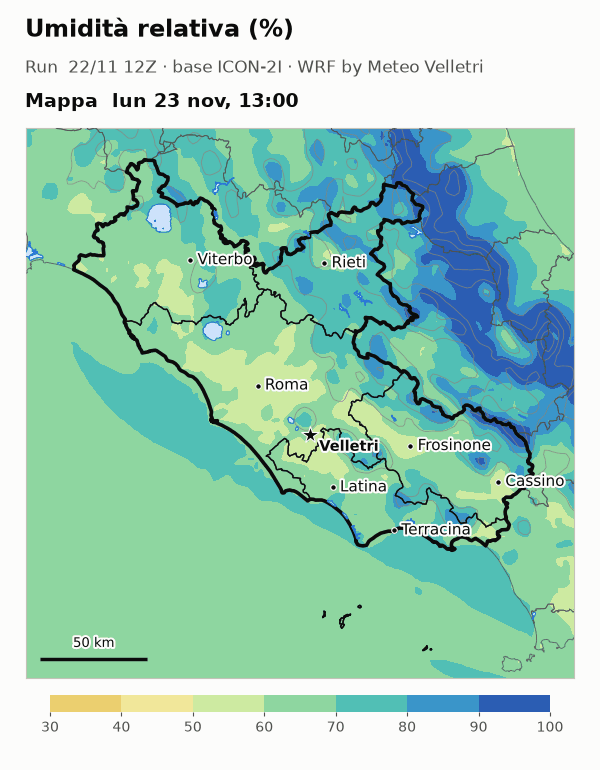 Umidità relativa (%)
Run  22/11 12Z · base ICON-2I · WRF by Meteo Velletri
Mappa  lun 23 nov, 13:00
Viterbo
Rieti
Roma
Velletri
Frosinone
Cassino
Latina
Terracina
50 km
30 40 50 60 70 80 90 100